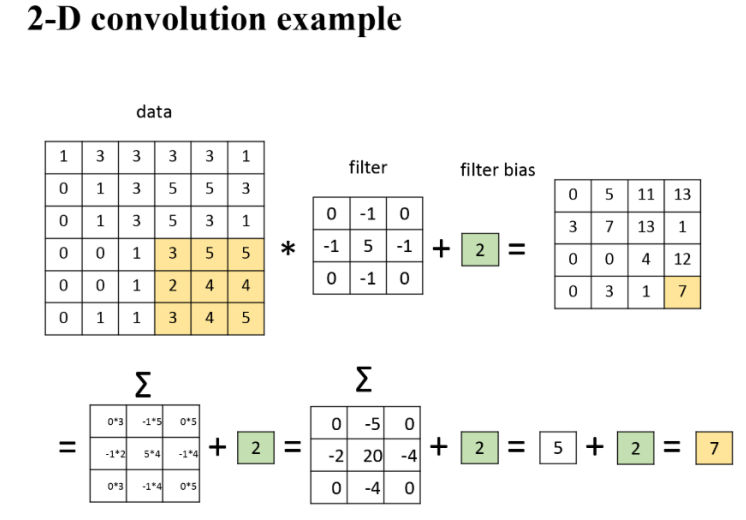 2-D convolution example
data
filter
filter bias
1 3 3 3 3 1
0 1 3 5 5 3
0 1 3 5 3 1
0 0 1 3 5 5
0 0 1 2 4 4
0 1 1 3 4 5
*
0 -1 0
-1 5 -1
0 -1 0
+ 2 =
0 5 11 13
3 7 13 1
0 0 4 12
0 3 1 7
Σ
Σ
=
0*3 -1*5 0*5
-1*2 5*4 -1*4
0*3 -1*4 0*5
+ 2 =
0 -5 0
-2 20 -4
0 -4 0
+ 2 = 5 + 2 = 7